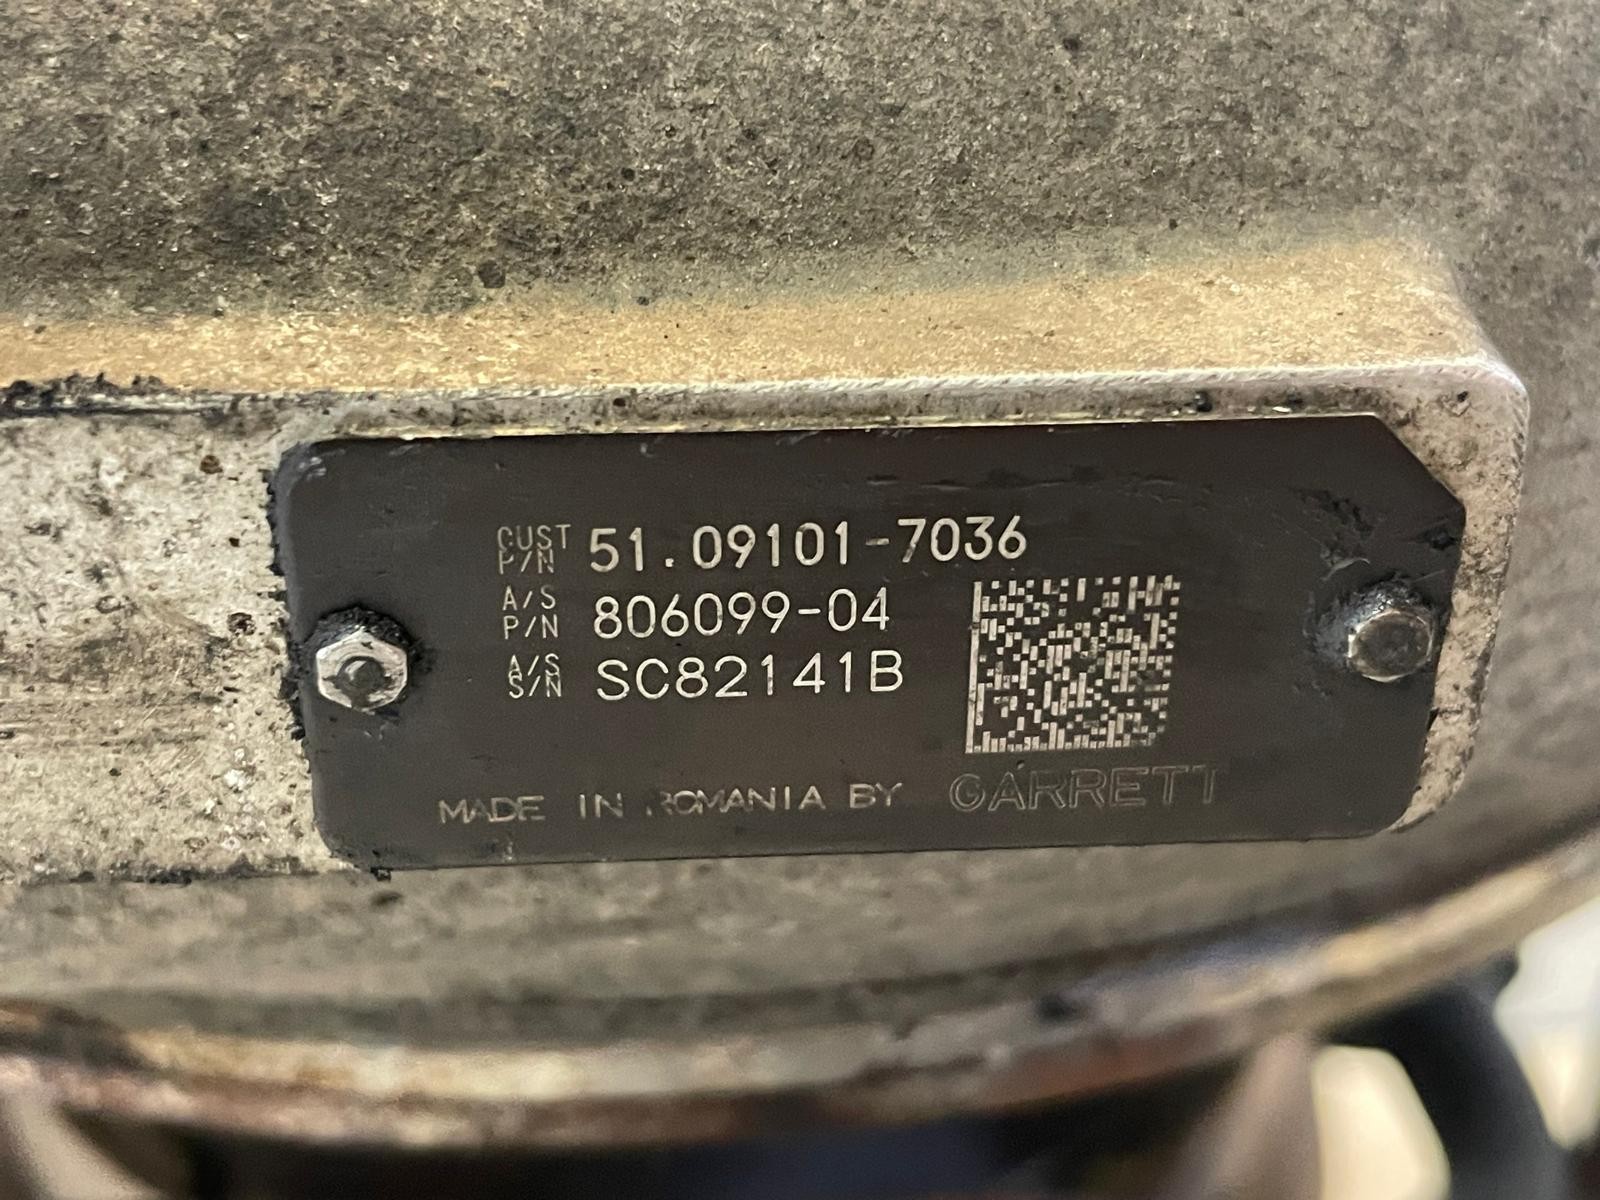 CUST P/N 51.09101-7036
A/S P/N 806099-04
A/S S/N SC82141B
MADE IN ROMANIA BY GARRETT